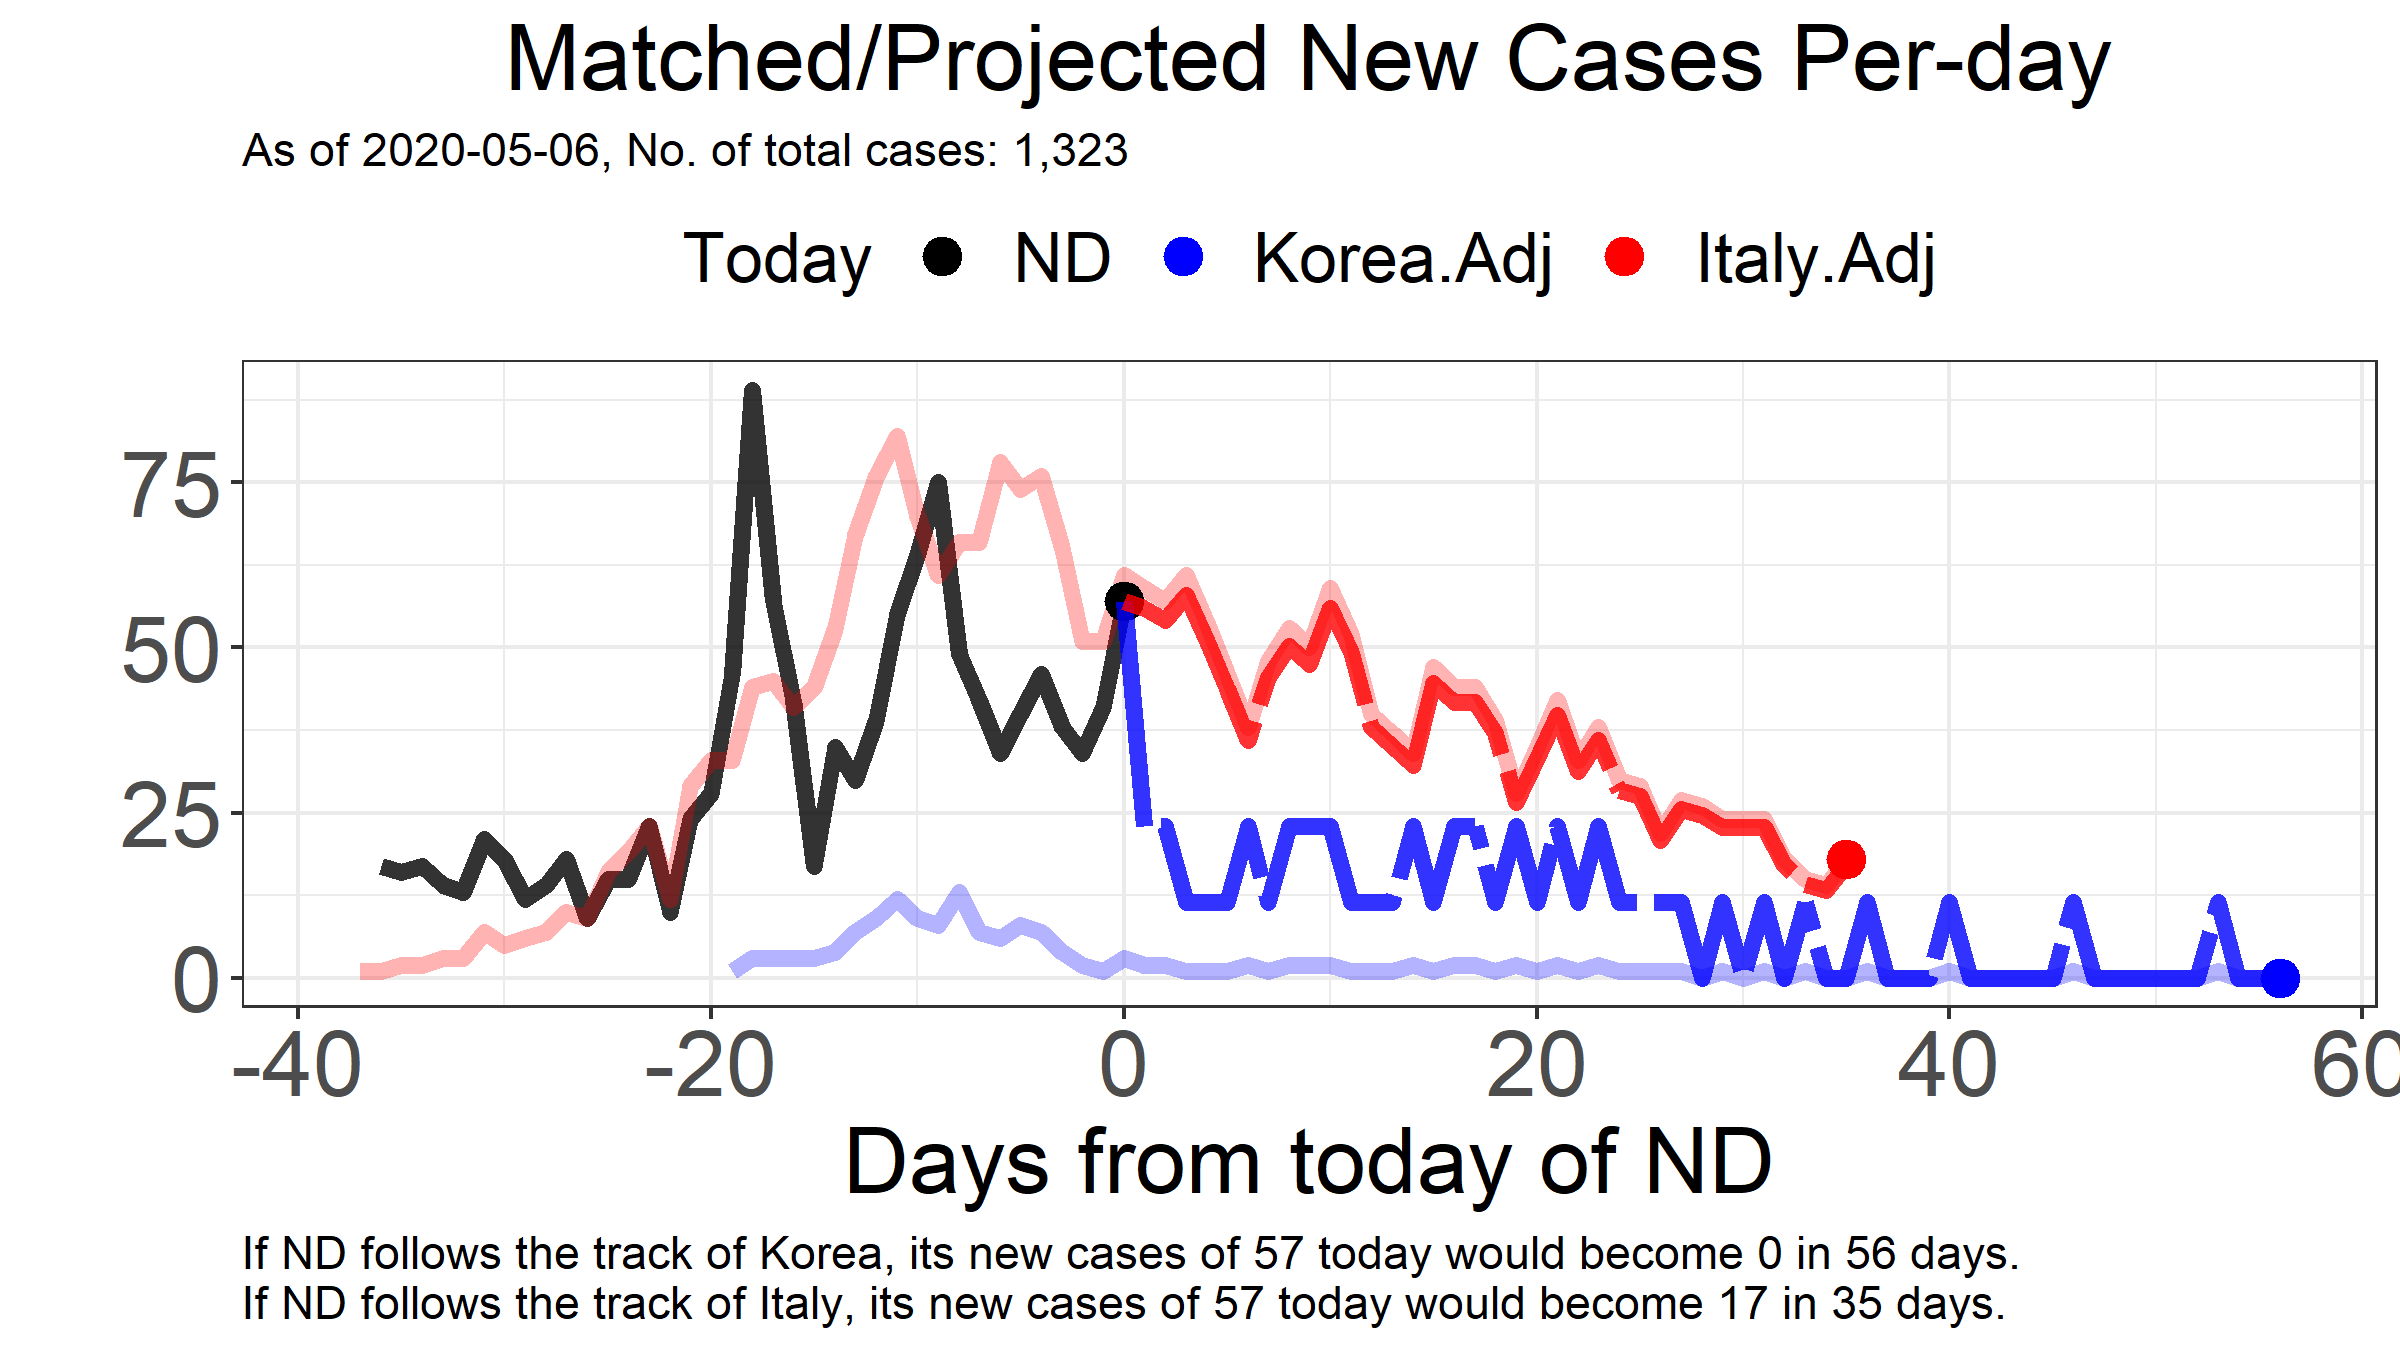 Matched/Projected New Cases Per-day
As of 2020-05-06, No. of total cases: 1,323
Today ND Korea.Adj Italy.Adj
75
50
25
0
-40 -20 0 20 40 60
Days from today of ND
If ND follows the track of Korea, its new cases of 57 today would become 0 in 56 days.
If ND follows the track of Italy, its new cases of 57 today would become 17 in 35 days.